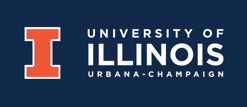 I
UNIVERSITY OF
ILLINOIS
URBANA-CHAMPAIGN